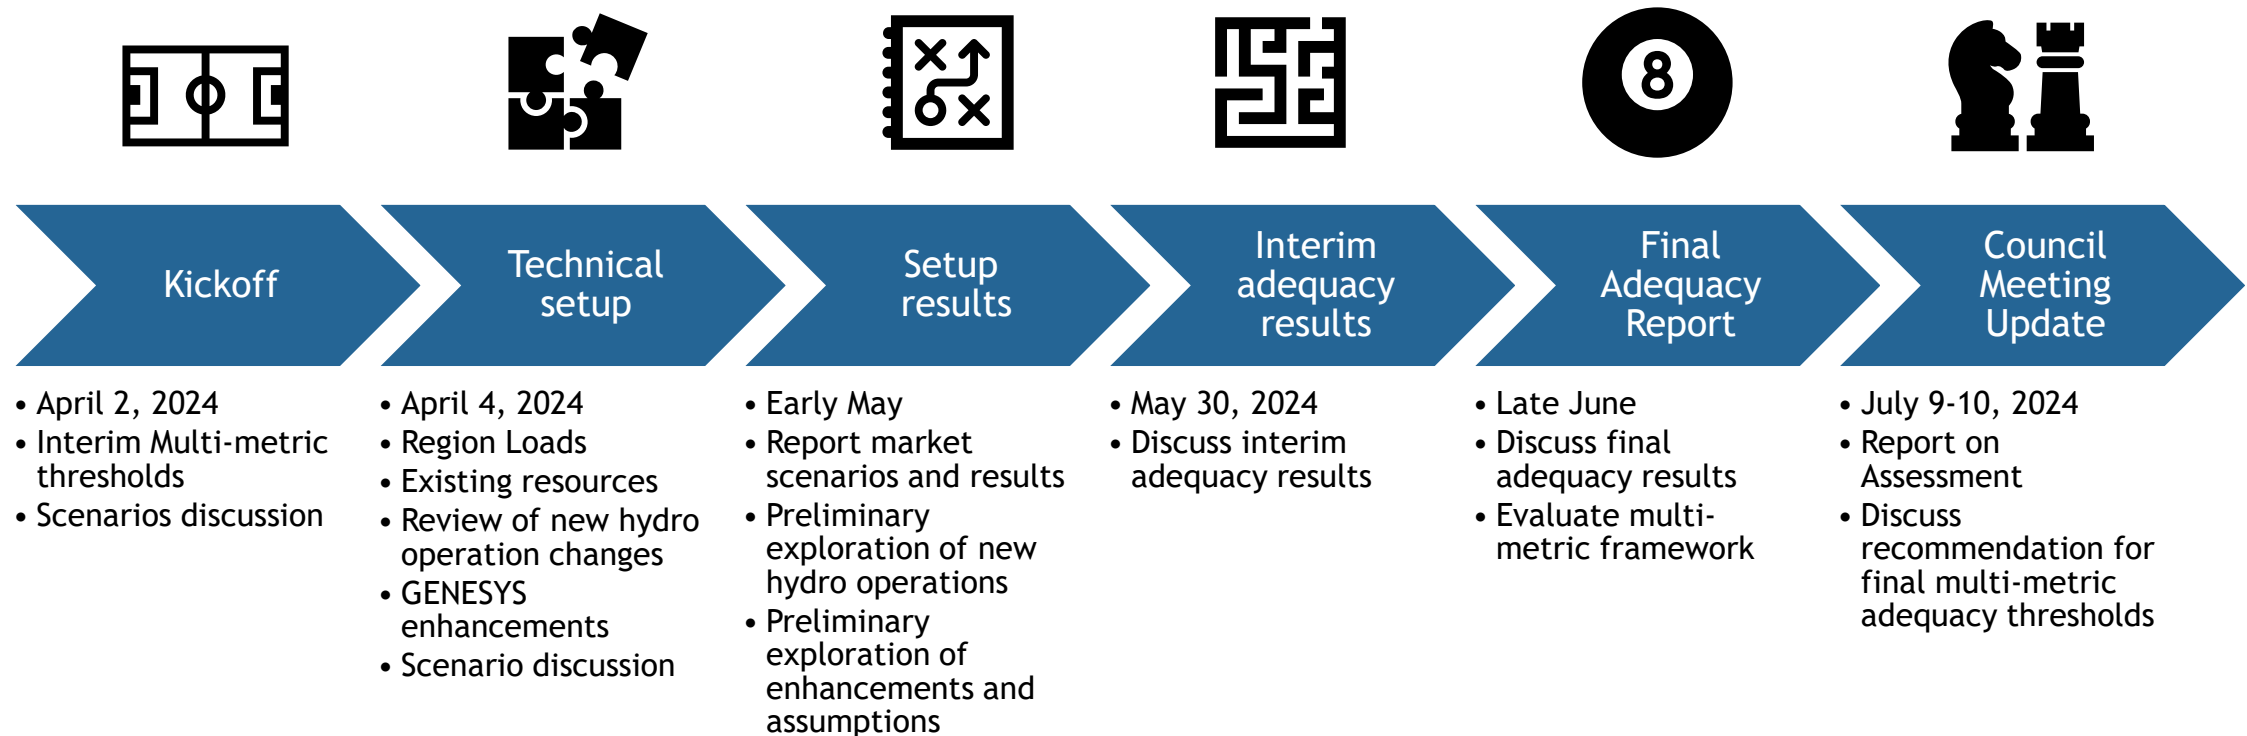 8
Kickoff
Technical
setup
Setup
results
Interim
adequacy
results
Final
Adequacy
Report
Council
Meeting
Update
• April 2, 2024
• Interim Multi-metric
thresholds
• Scenarios discussion
• April 4, 2024
• Region Loads
• Existing resources
• Review of new hydro
operation changes
• GENESYS
enhancements
• Scenario discussion
• Early May
• Report market
scenarios and results
• Preliminary
exploration of new
hydro operations
• Preliminary
exploration of
enhancements and
assumptions
• May 30, 2024
• Discuss interim
adequacy results
• Late June
• Discuss final
adequacy results
• Evaluate multi-
metric framework
• July 9-10, 2024
• Report on
Assessment
• Discuss
recommendation for
final multi-metric
adequacy thresholds